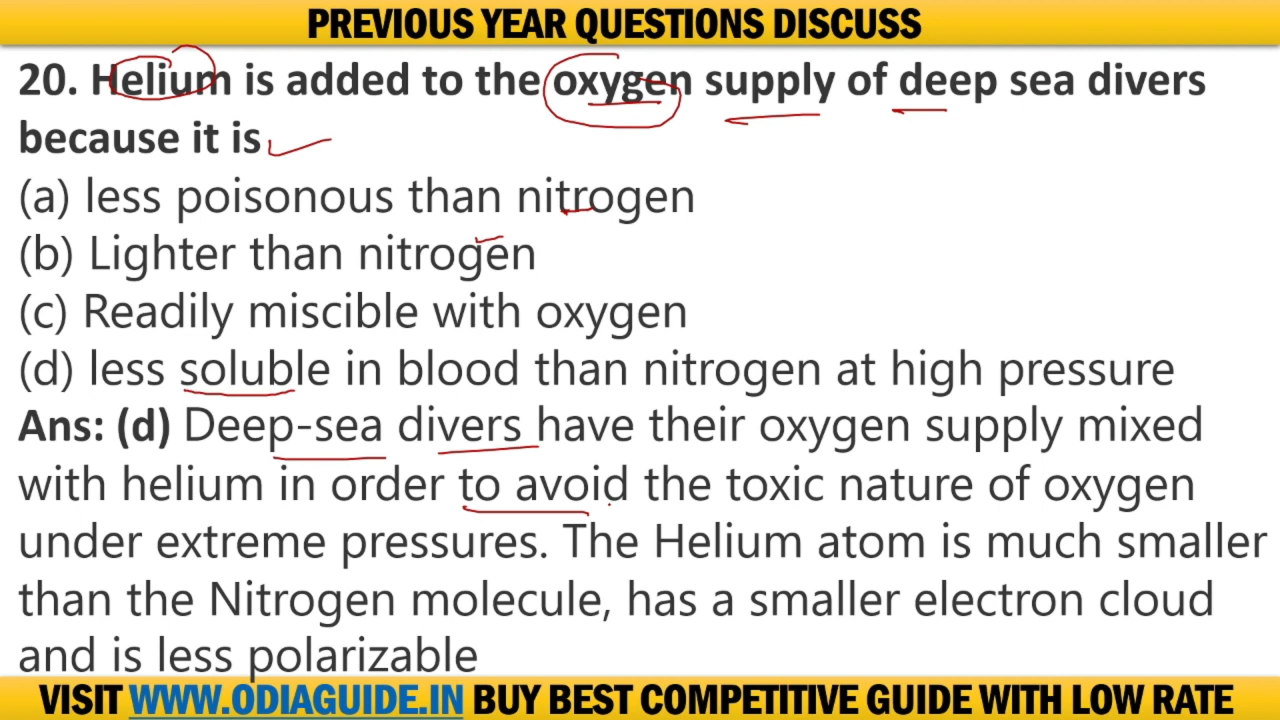 PREVIOUS YEAR QUESTIONS DISCUSS
20. Helium is added to the oxygen supply of deep sea divers
because it is
(a) less poisonous than nitrogen
(b) Lighter than nitrogen
(c) Readily miscible with oxygen
(d) less soluble in blood than nitrogen at high pressure
Ans: (d) Deep-sea divers have their oxygen supply mixed
with helium in order to avoid the toxic nature of oxygen
under extreme pressures. The Helium atom is much smaller
than the Nitrogen molecule, has a smaller electron cloud
and is less polarizable
VISIT WWW.ODIAGUIDE.IN BUY BEST COMPETITIVE GUIDE WITH LOW RATE